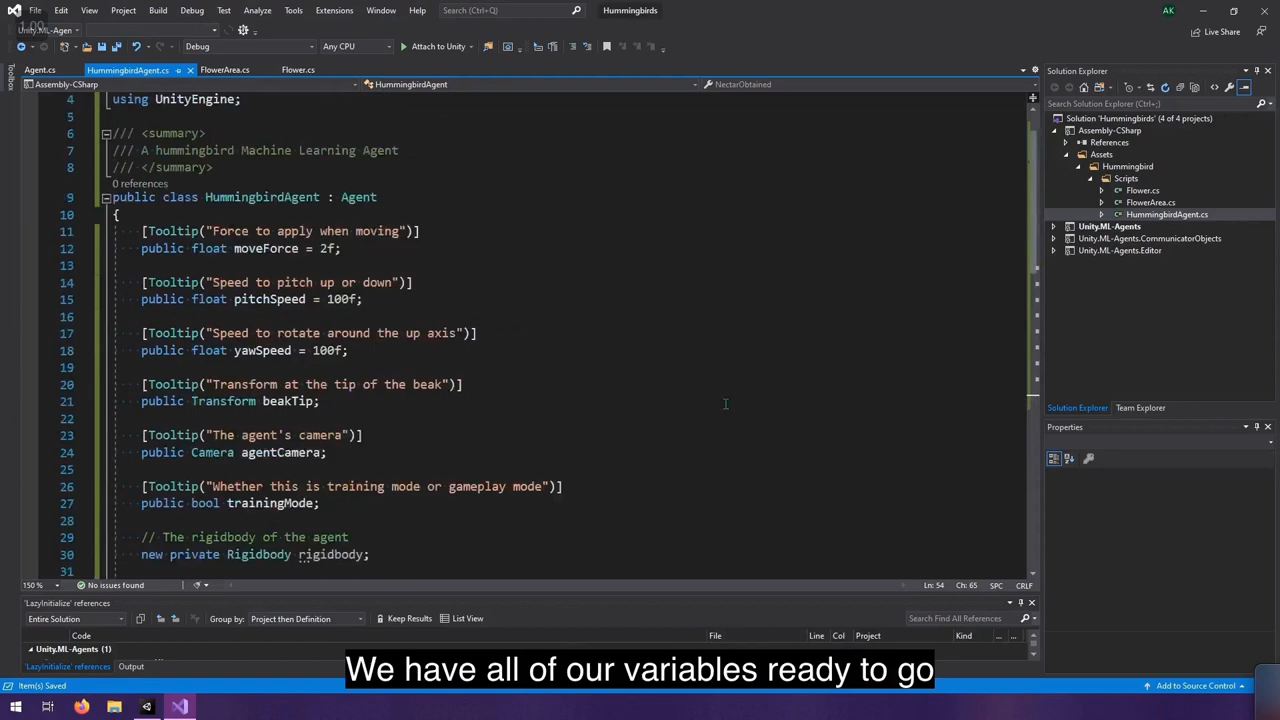 File Edit View Project Build Debug Test Analyze Tools Extensions Window Help Search (Ctrl+Q) Hummingbirds AK
1.00
Unity.ML-Agen
Live Share
Debug Any CPU Attach to Unity
Toolbox
Agent.cs HummingbirdAgent.cs FlowerArea.cs Flower.cs
Assembly-CSharp HummingbirdAgent NectarObtained
4 using UnityEngine;
5
6 /// <summary>
7 /// A hummingbird Machine Learning Agent
8 /// </summary>
0 references
9 public class HummingbirdAgent : Agent
10 {
11 [Tooltip("Force to apply when moving")]
12 public float moveForce = 2f;
13
14 [Tooltip("Speed to pitch up or down")]
15 public float pitchSpeed = 100f;
16
17 [Tooltip("Speed to rotate around the up axis")]
18 public float yawSpeed = 100f;
19
20 [Tooltip("Transform at the tip of the beak")]
21 public Transform beakTip;
22
23 [Tooltip("The agent's camera")]
24 public Camera agentCamera;
25
26 [Tooltip("Whether this is training mode or gameplay mode")]
27 public bool trainingMode;
28
29 // The rigidbody of the agent
30 new private Rigidbody rigidbody;
31
150 % No issues found Ln: 54 Ch: 65 SPC CRLF
Solution Explorer
Search Solution Explorer (Ctrl+;)
Solution 'Hummingbirds' (4 of 4 projects)
Assembly-CSharp
References
Assets
Hummingbird
Scripts
Flower.cs
FlowerArea.cs
HummingbirdAgent.cs
Unity.ML-Agents
Unity.ML-Agents.CommunicatorObjects
Unity.ML-Agents.Editor
Solution Explorer Team Explorer
Properties
'LazyInitialize' references
Entire Solution Group by: Project then Definition Keep Results List View Search Find All References
Code File Line Col Project Kind
Unity.ML-Agents (1)
'LazyInitialize' references Output
We have all of our variables ready to go
Item(s) Saved Add to Source Control